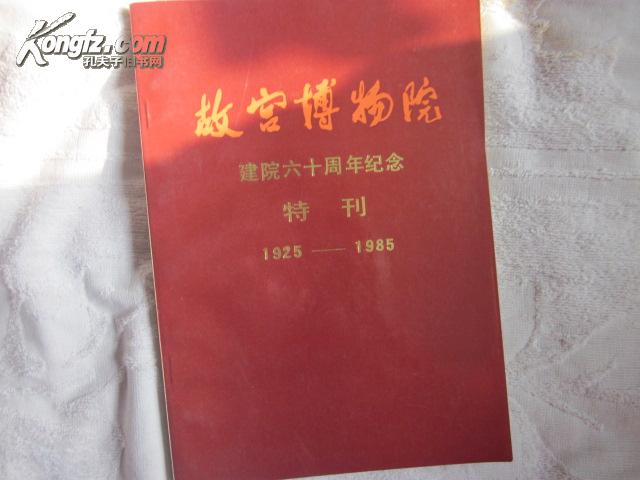 Kongfz.com
孔夫子旧书网
故宫博物院
建院六十周年纪念
特刊
1925 — 1985